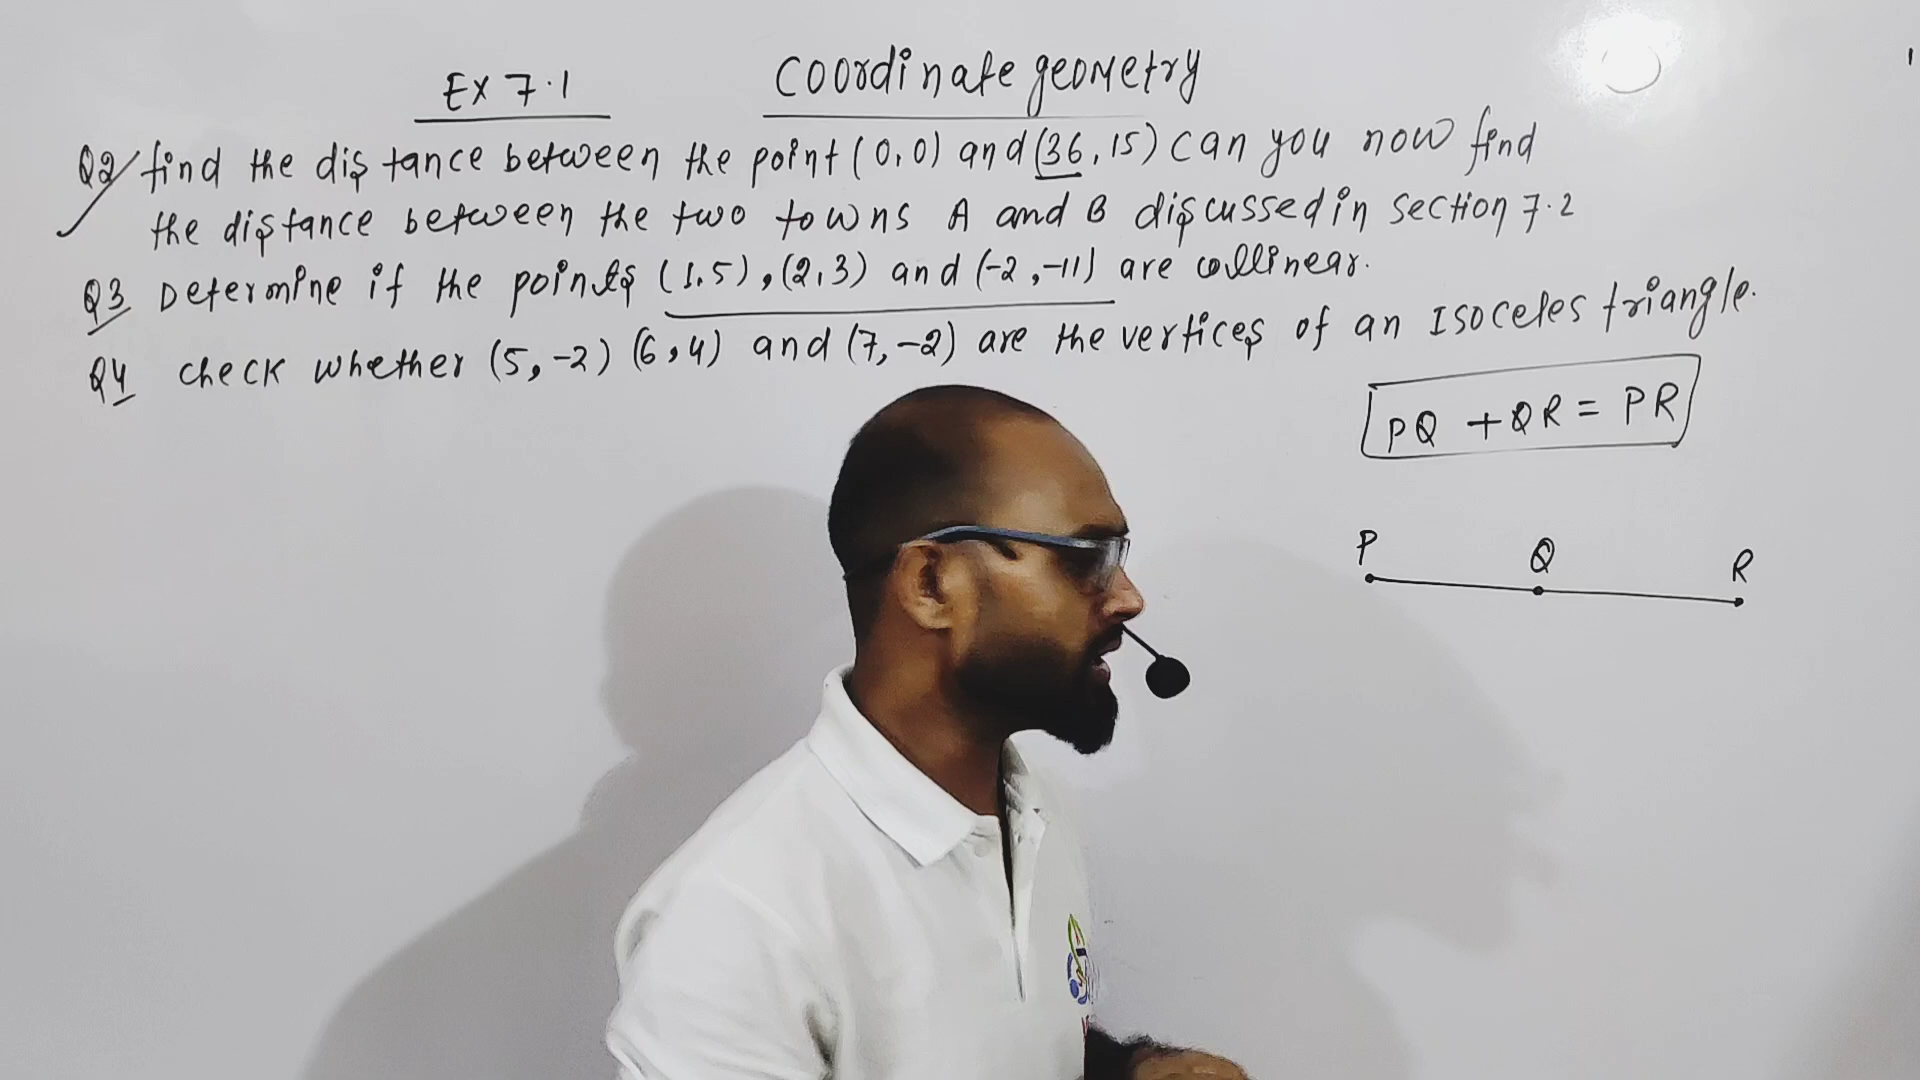 Ex 7.1
Coordinate geometry
Q2 find the distance between the point (0,0) and (36,15) can you now find
the distance between the two towns A and B discussed in section 7.2
Q3 Determine if the points (1.5), (2,3) and (-2,-11) are collinear.
Q4 check whether (5,-2) (6,4) and (7,-2) are the vertices of an Isoceles triangle.
PQ + QR = PR
P Q R